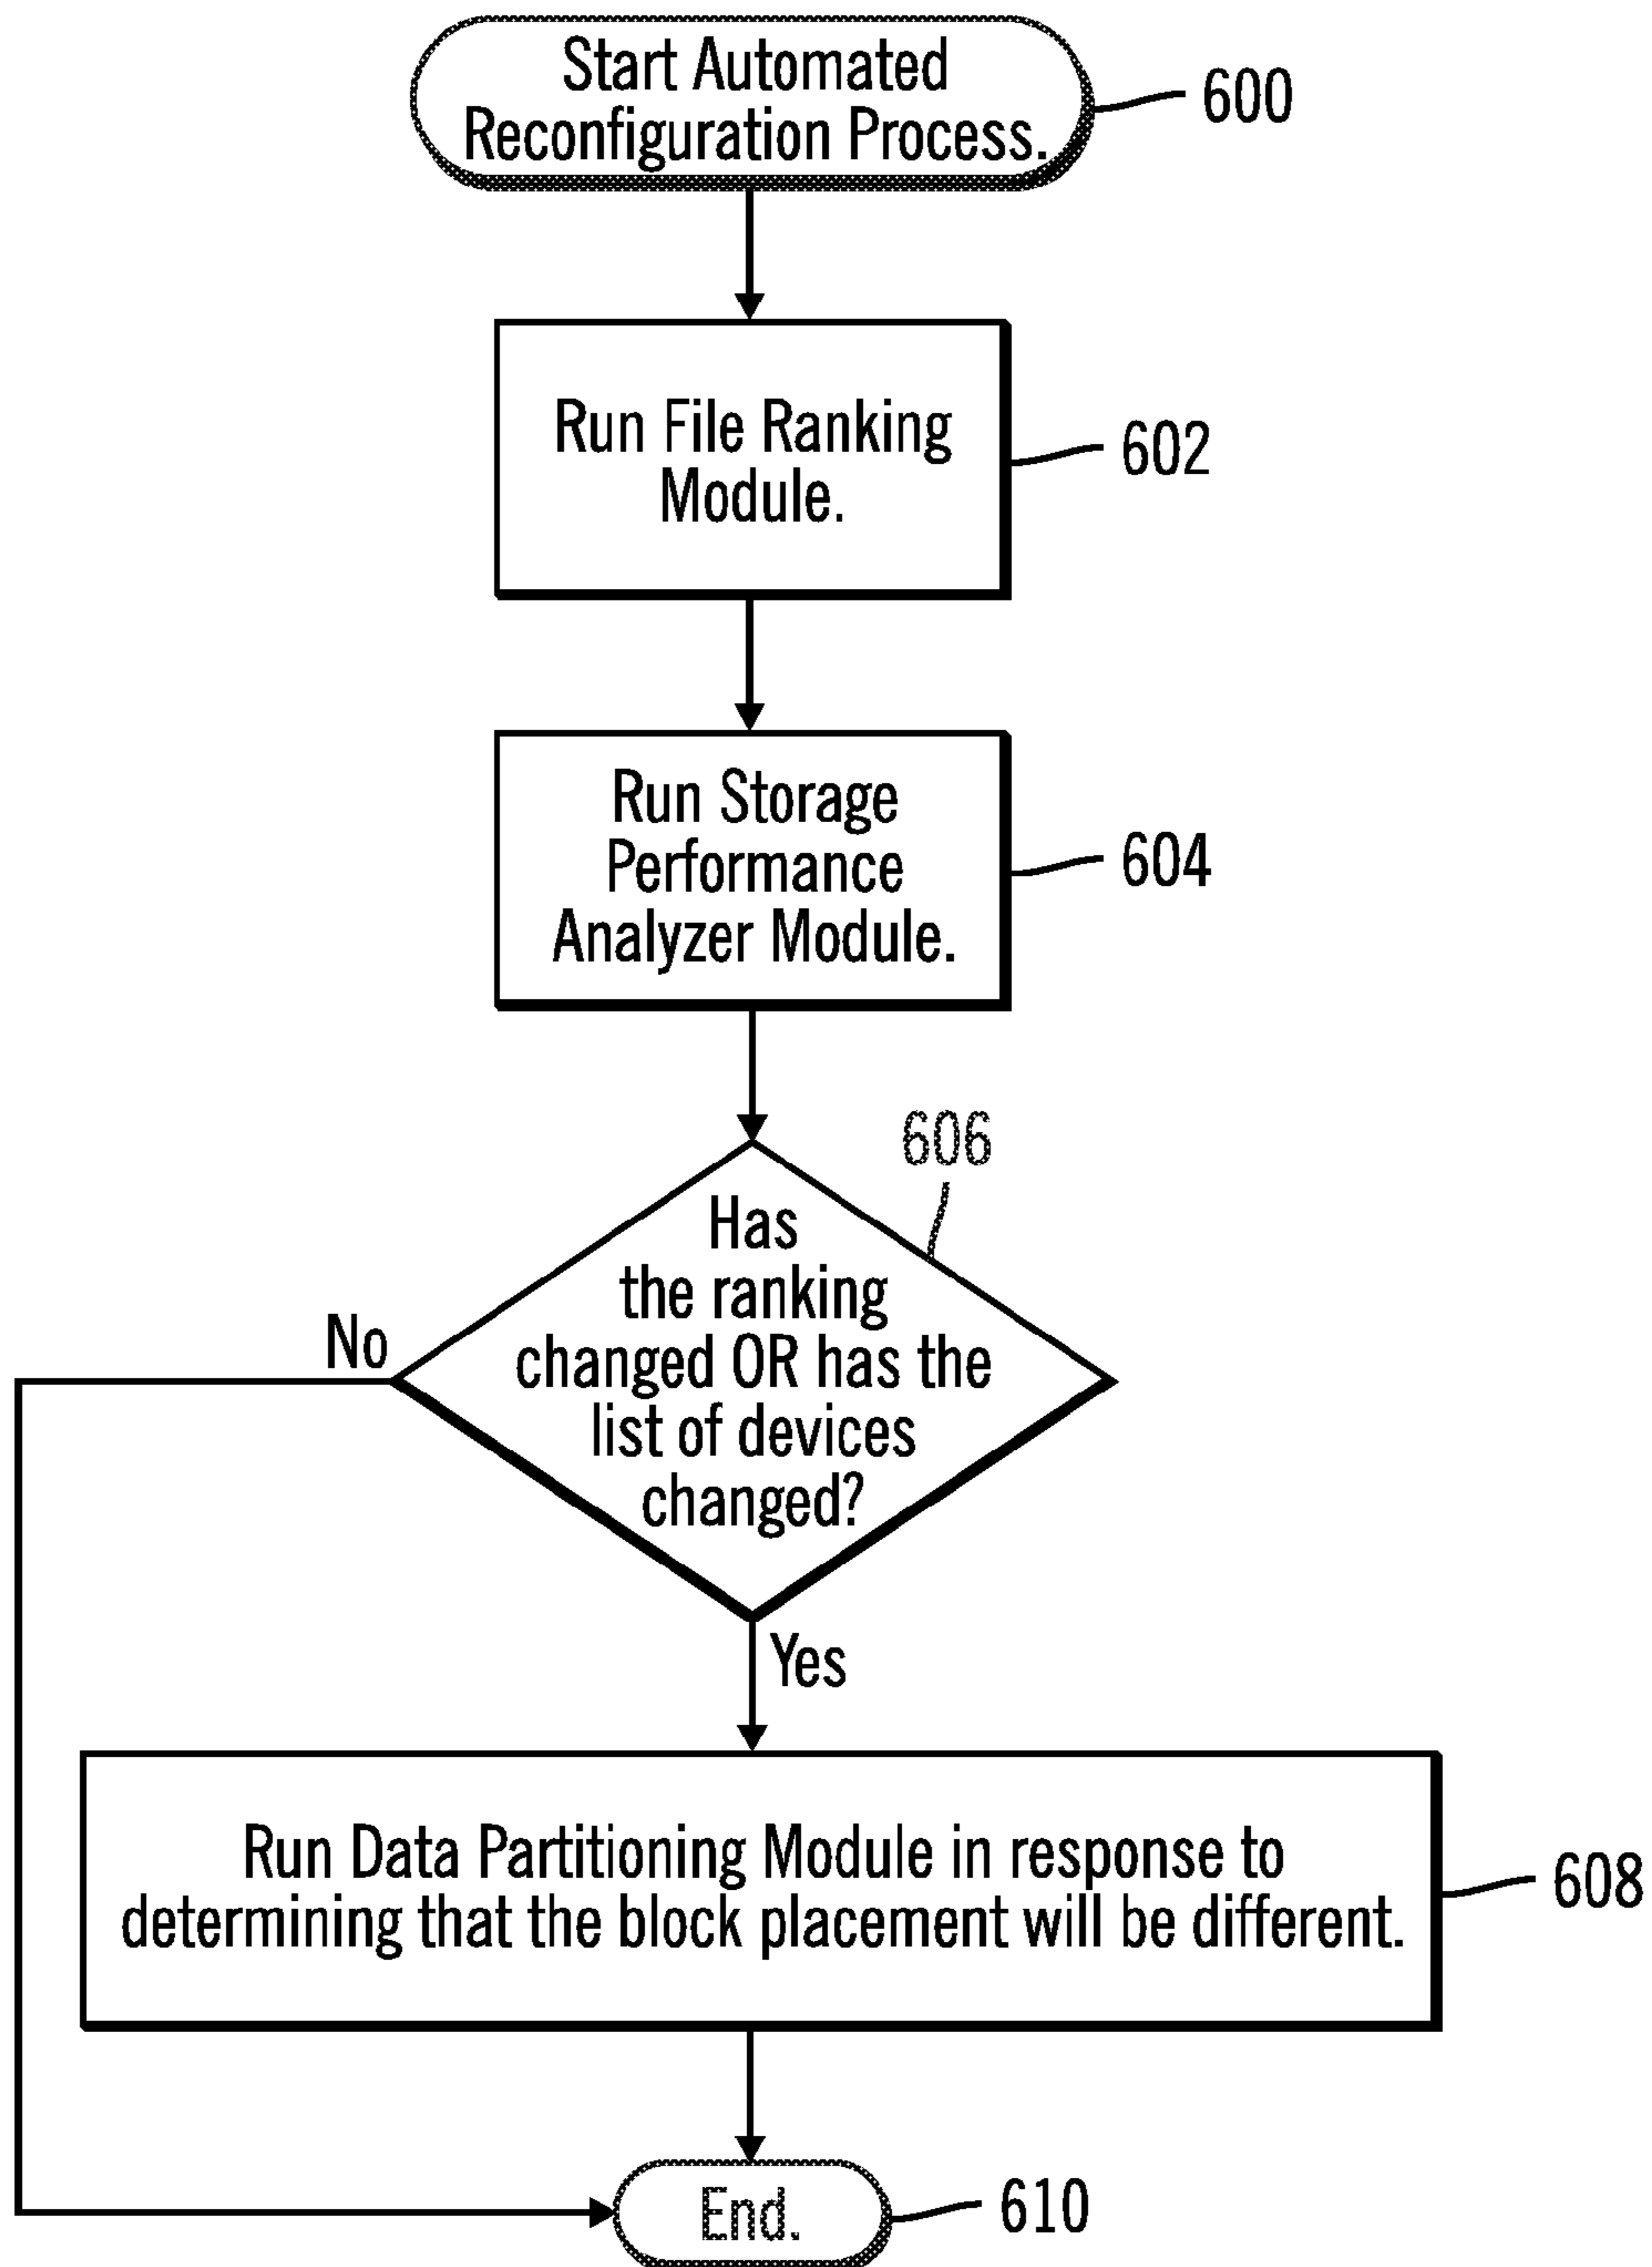 Start Automated
Reconfiguration Process.
600
Run File Ranking
Module.
602
Run Storage
Performance
Analyzer Module.
604
606
Has
the ranking
changed OR has the
list of devices
changed?
No
Yes
Run Data Partitioning Module in response to
determining that the block placement will be different.
608
End.
610